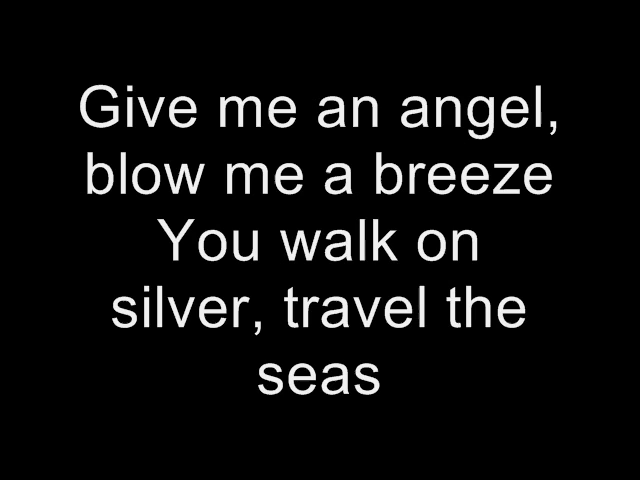 Give me an angel,
blow me a breeze
You walk on
silver, travel the
seas